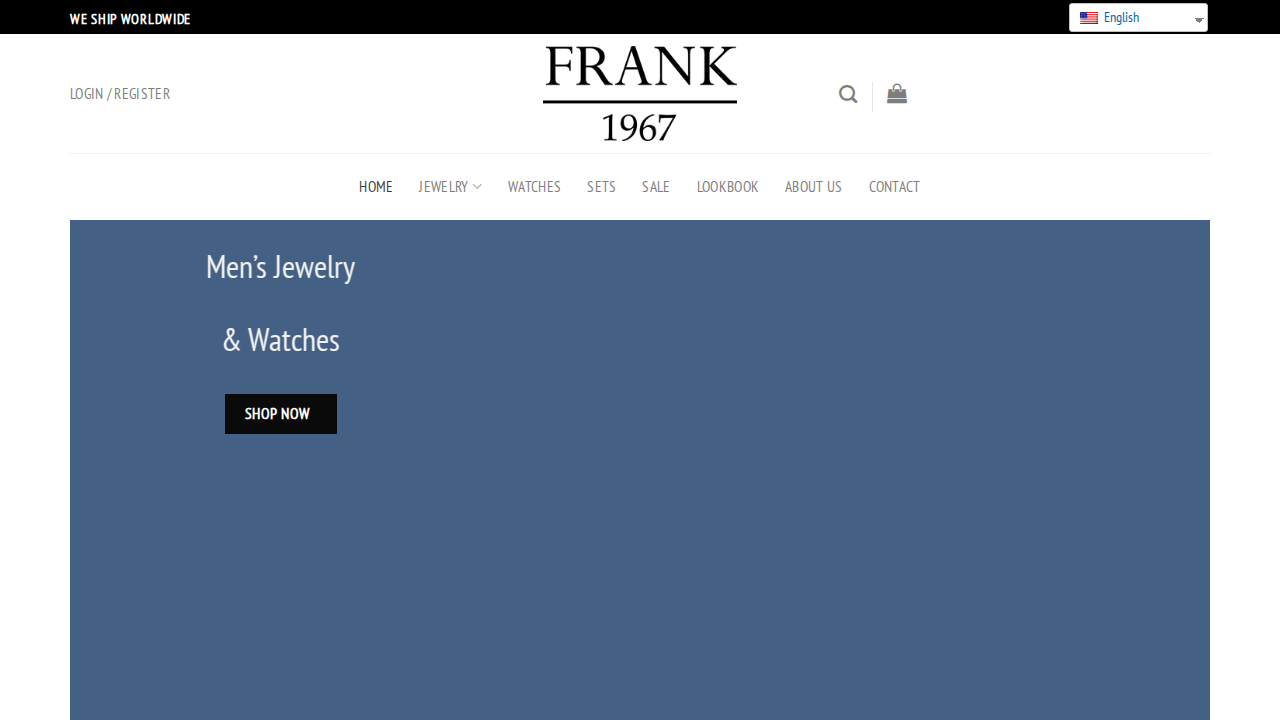 WE SHIP WORLDWIDE
English
LOGIN / REGISTER
FRANK
1967
HOME JEWELRY WATCHES SETS SALE LOOKBOOK ABOUT US CONTACT
Men’s Jewelry
& Watches
SHOP NOW